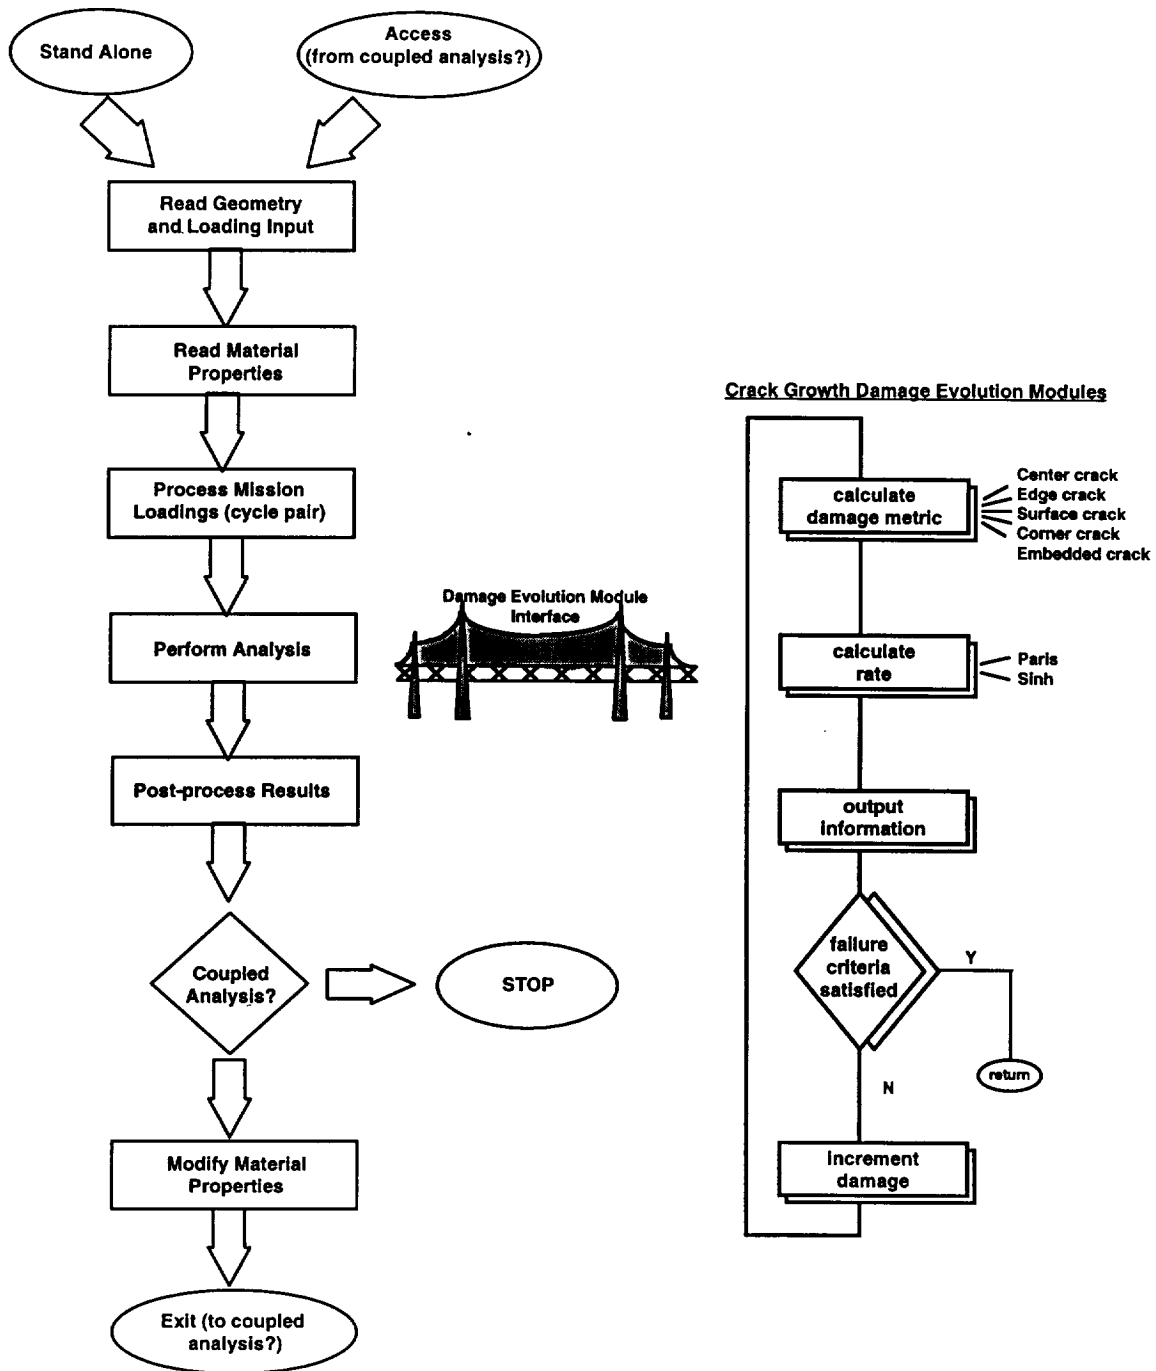 Stand Alone
Access
(from coupled analysis?)
Read Geometry
and Loading Input
Read Material
Properties
Process Mission
Loadings (cycle pair)
Perform Analysis
Post-process Results
Coupled
Analysis?
STOP
Modify Material
Properties
Exit (to coupled
analysis?)
Damage Evolution Module
Interface
Crack Growth Damage Evolution Modules
calculate
damage metric
Center crack
Edge crack
Surface crack
Corner crack
Embedded crack
calculate
rate
Paris
Sinh
output
information
failure
criteria
satisfied
Y
return
N
increment
damage